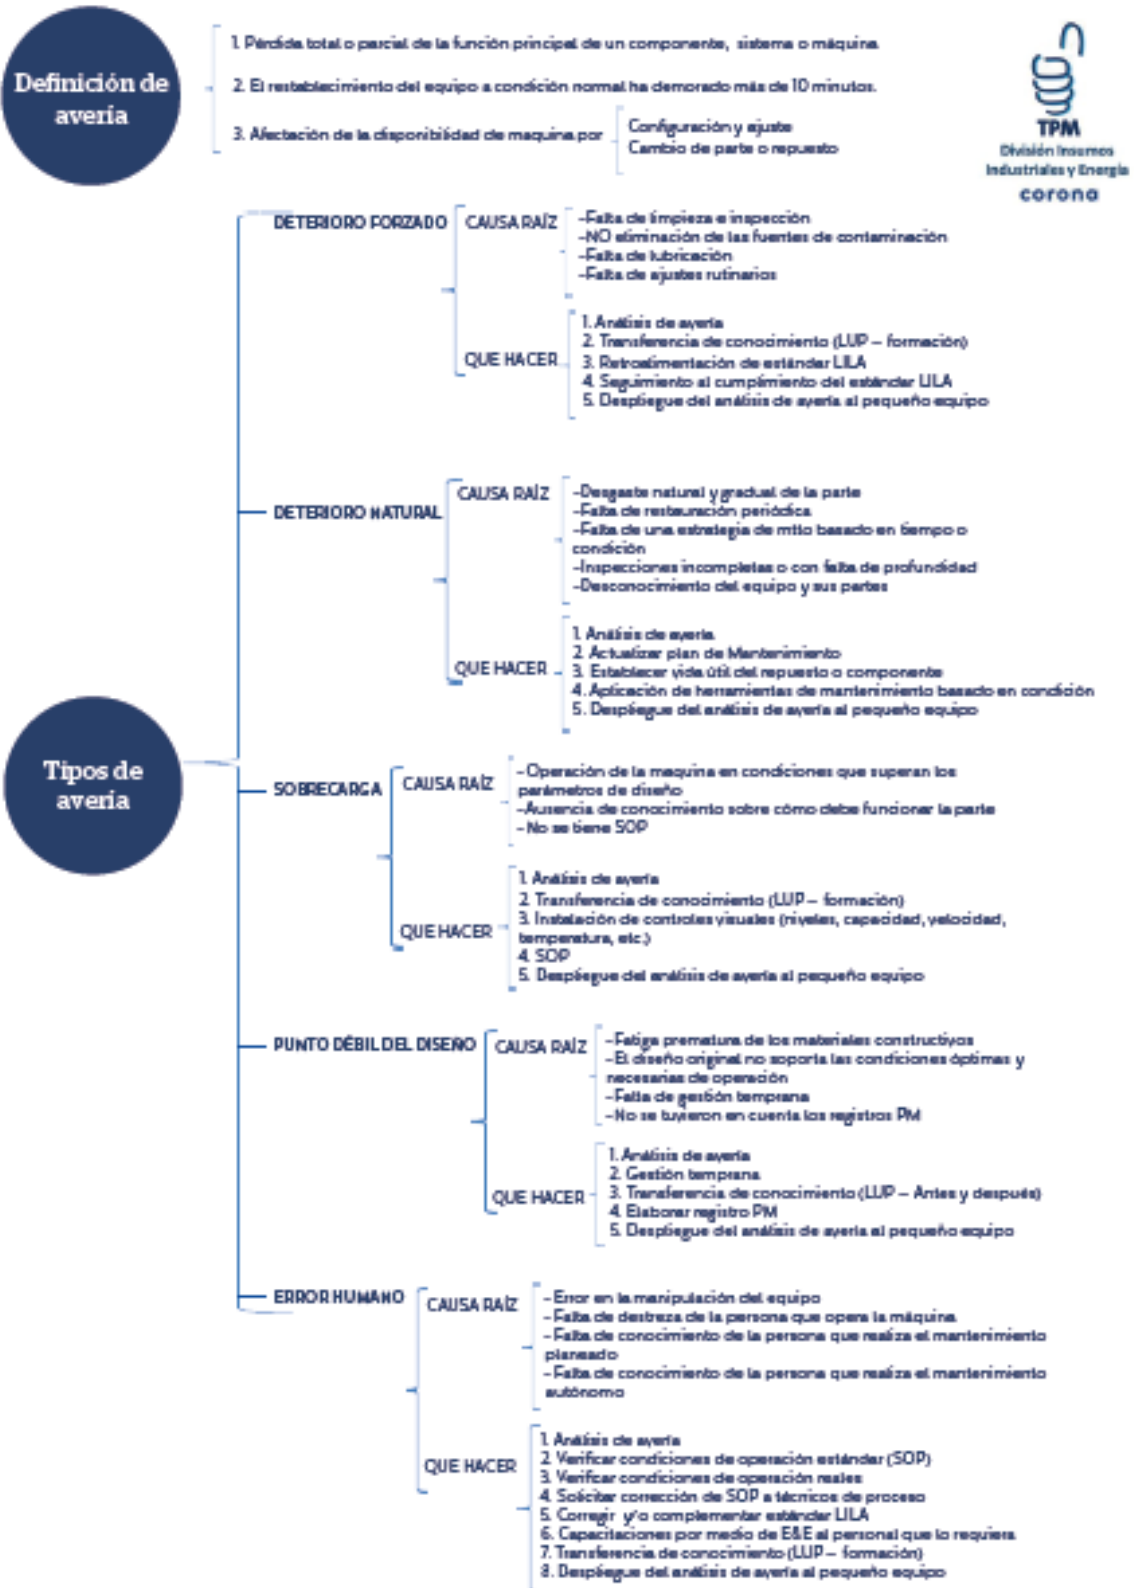 Definición de
avería
1. Pérdida total o parcial de la función principal de un componente, sistema o máquina
2. El restablecimiento del equipo a condición normal ha demorado más de 10 minutos.
3. Afectación de la disponibilidad de maquina por
Configuración y ajuste
Cambio de parte o repuesto
TPM
División Insumos
Industriales y Energía
corona
Tipos de
avería
DETERIORO FORZADO
CAUSA RAÍZ
-Falta de limpieza e inspección
-NO eliminación de las fuentes de contaminación
-Falta de lubricación
-Falta de ajustes rutinarios
QUE HACER
1. Análisis de avería
2. Transferencia de conocimiento (LUP – formación)
3. Retroalimentación de estándar LILA
4. Seguimiento al cumplimiento del estándar LILA
5. Despliegue del análisis de avería al pequeño equipo
DETERIORO NATURAL
CAUSA RAÍZ
-Desgaste natural y gradual de la parte
-Falta de restauración periódica
-Falta de una estrategia de mtto basado en tiempo o
condición
-Inspecciones incompletas o con falta de profundidad
-Desconocimiento del equipo y sus partes
QUE HACER
1. Análisis de avería
2. Actualizar plan de Mantenimiento
3. Establecer vida útil del repuesto o componente
4. Aplicación de herramientas de mantenimiento basado en condición
5. Despliegue del análisis de avería al pequeño equipo
SOBRECARGA
CAUSA RAÍZ
- Operación de la maquina en condiciones que superan los
parámetros de diseño
-Ausencia de conocimiento sobre cómo debe funcionar la parte
- No se tiene SOP
QUE HACER
1. Análisis de avería
2. Transferencia de conocimiento (LUP – formación)
3. Instalación de controles visuales (niveles, capacidad, velocidad,
temperatura, etc.)
4. SOP
5. Despliegue del análisis de avería al pequeño equipo
PUNTO DÉBIL DEL DISEÑO
CAUSA RAÍZ
-Fatiga prematura de los materiales constructivos
-El diseño original no soporta las condiciones óptimas y
necesarias de operación
-Falta de gestión temprana
-No se tuvieron en cuenta los registros PM
QUE HACER
1. Análisis de avería
2. Gestión temprana
3. Transferencia de conocimiento (LUP – Antes y después)
4. Elaborar registro PM
5. Despliegue del análisis de avería al pequeño equipo
ERROR HUMANO
CAUSA RAÍZ
- Error en la manipulación del equipo
- Falta de destreza de la persona que opera la máquina
- Falta de conocimiento de la persona que realiza el mantenimiento
planeado
- Falta de conocimiento de la persona que realiza el mantenimiento
autónomo
QUE HACER
1. Análisis de avería
2. Verificar condiciones de operación estándar (SOP)
3. Verificar condiciones de operación reales
4. Solicitar corrección de SOP a técnicos de proceso
5. Corregir y/o complementar estándar LILA
6. Capacitaciones por medio de E&E al personal que lo requiera
7. Transferencia de conocimiento (LUP – formación)
8. Despliegue del análisis de avería al pequeño equipo